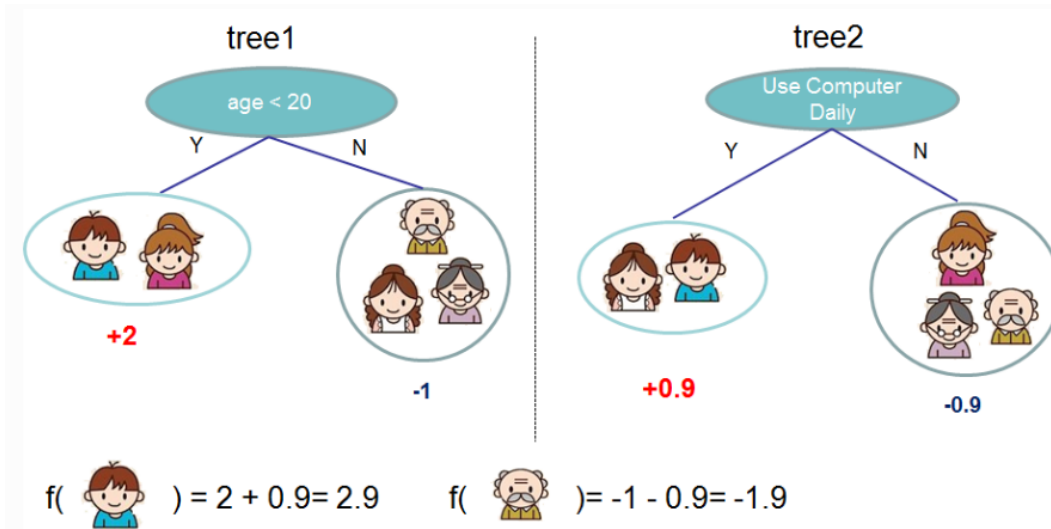 tree1
age < 20
Y
N
+2
-1
tree2
Use Computer
Daily
Y
N
+0.9
-0.9
f( ) = 2 + 0.9= 2.9
f( )= -1 - 0.9= -1.9